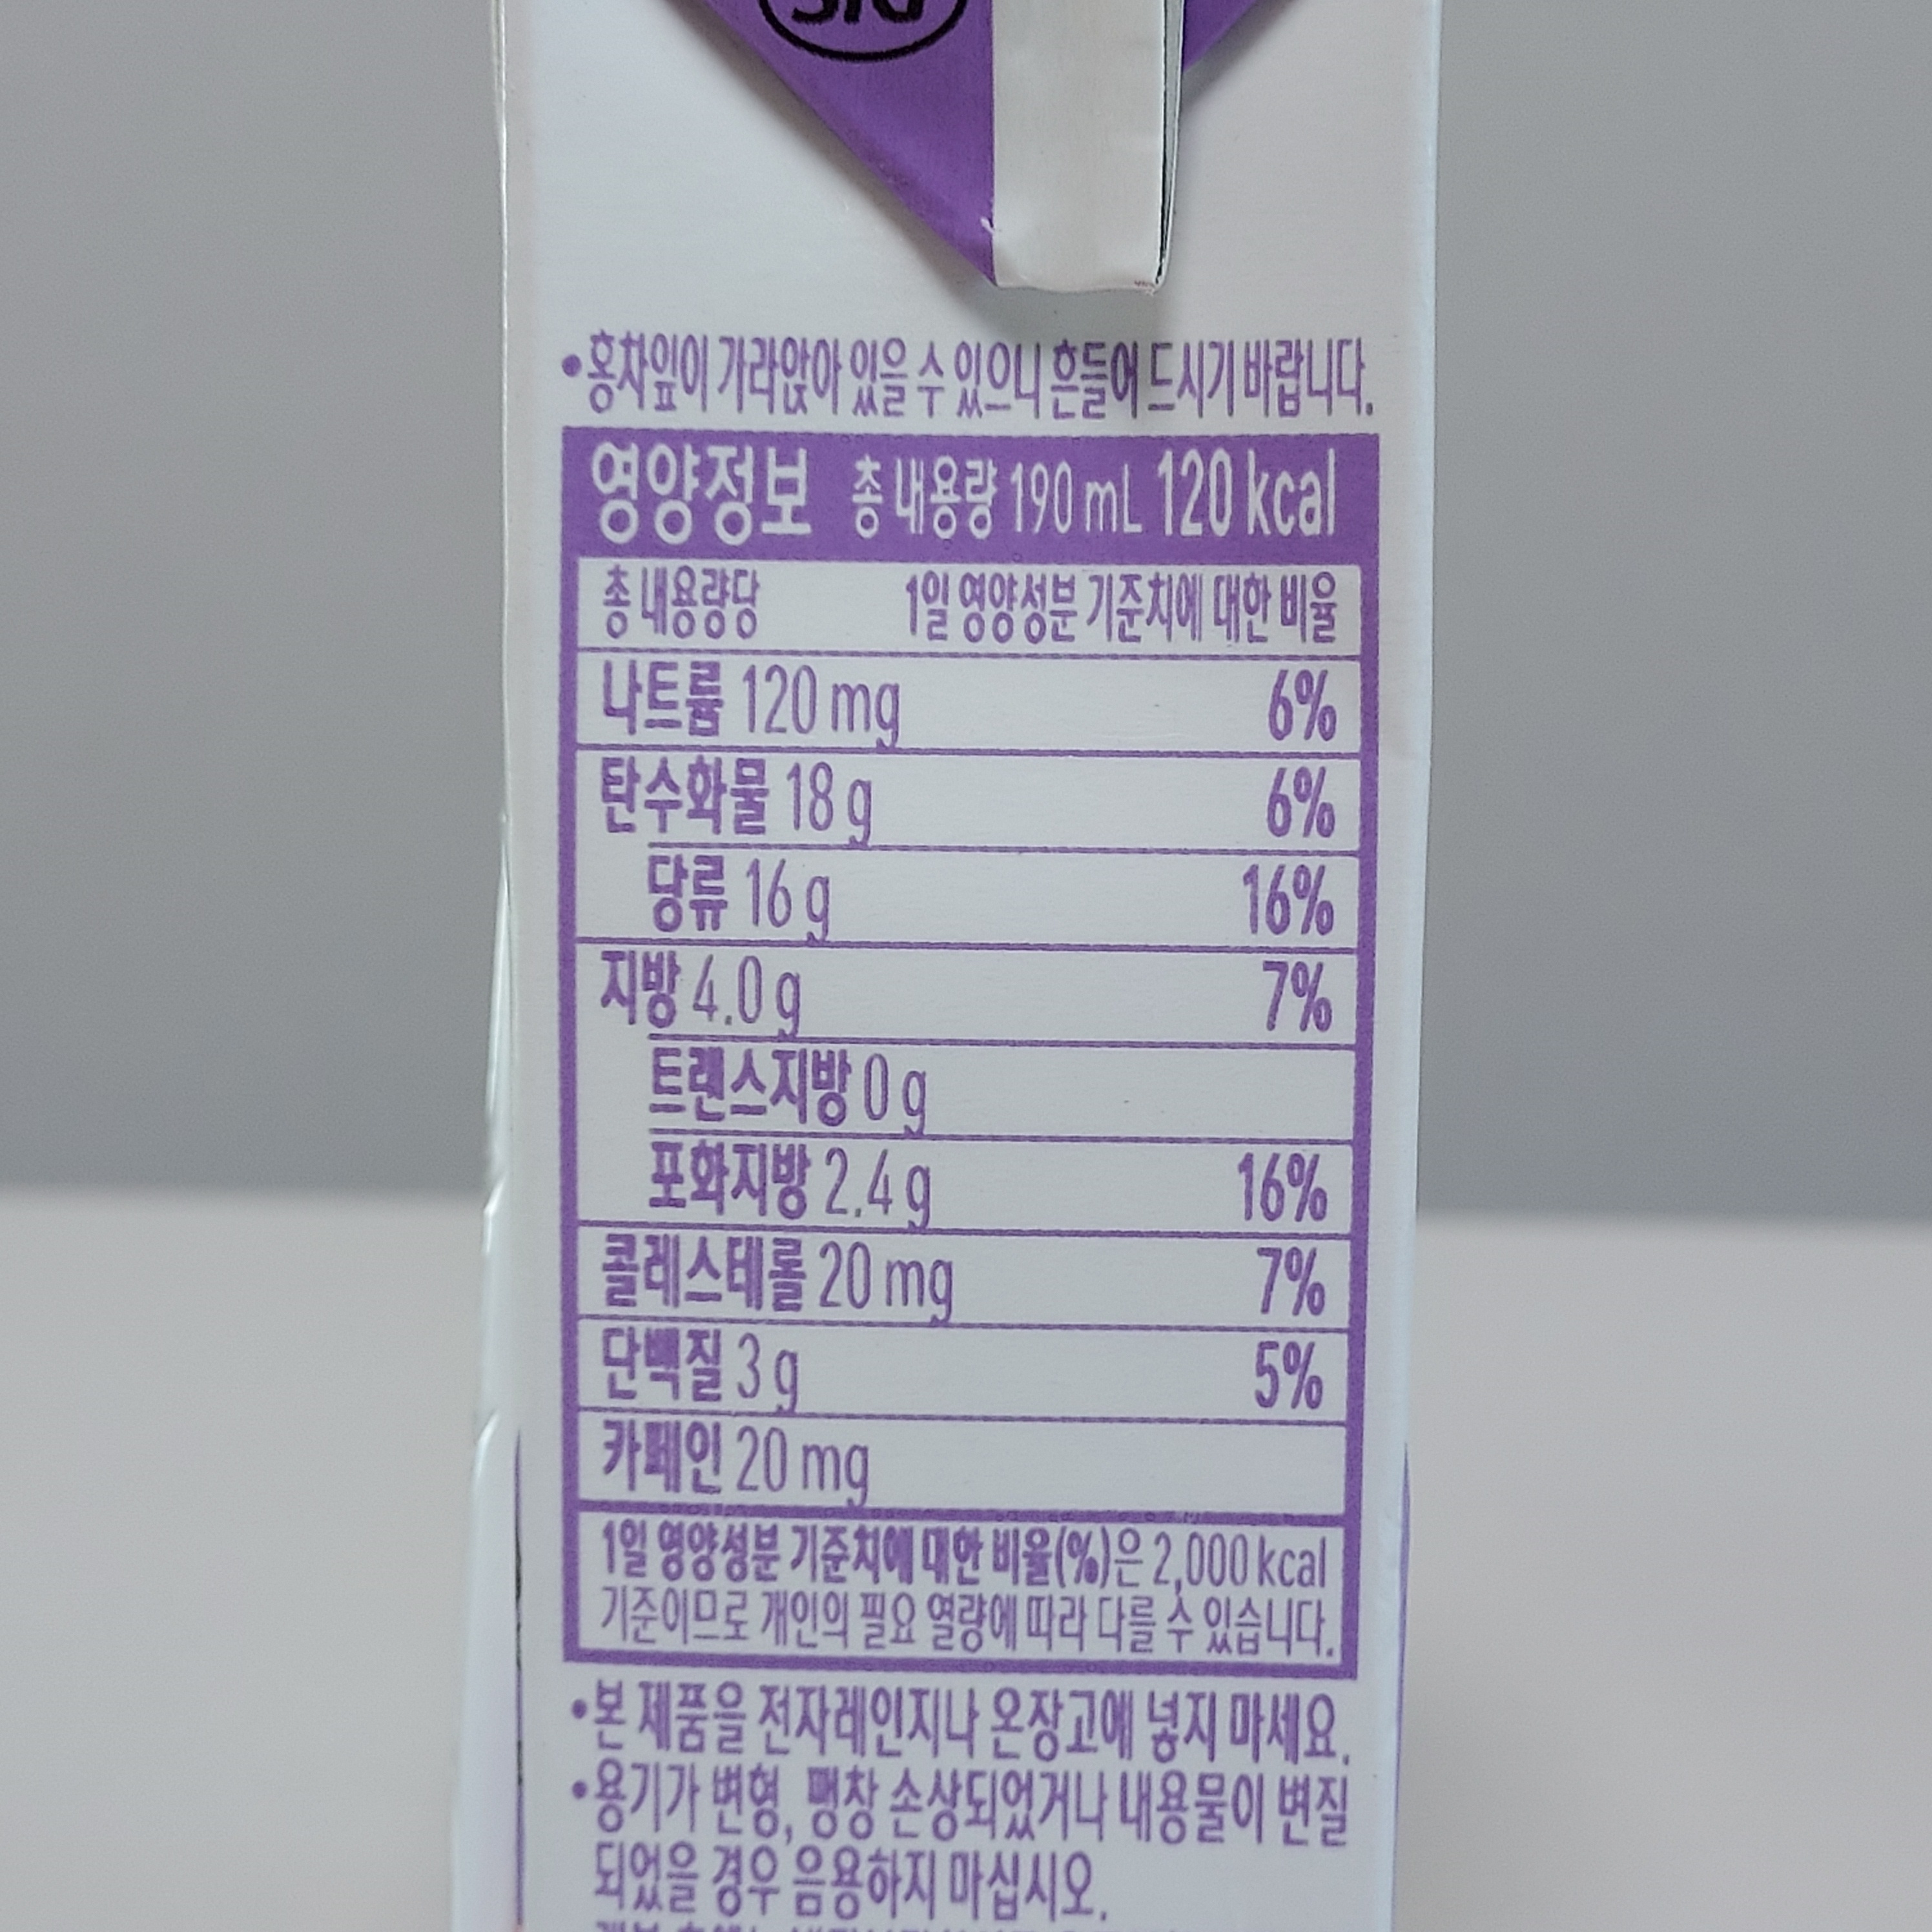 •홍차잎이 가라앉아 있을 수 있으니 흔들어 드시기 바랍니다.
영양정보 총 내용량 190 mL 120 kcal
총 내용량당 1일 영양성분 기준치에 대한 비율
나트륨 120 mg 6%
탄수화물 18 g 6%
당류 16 g 16%
지방 4.0 g 7%
트랜스지방 0 g
포화지방 2.4 g 16%
콜레스테롤 20 mg 7%
단백질 3 g 5%
카페인 20 mg
1일 영양성분 기준치에 대한 비율(%)은 2,000 kcal
기준이므로 개인의 필요 열량에 따라 다를 수 있습니다.
•본 제품을 전자레인지나 온장고에 넣지 마세요.
•용기가 변형, 팽창 손상되었거나 내용물이 변질
되었을 경우 음용하지 마십시오.